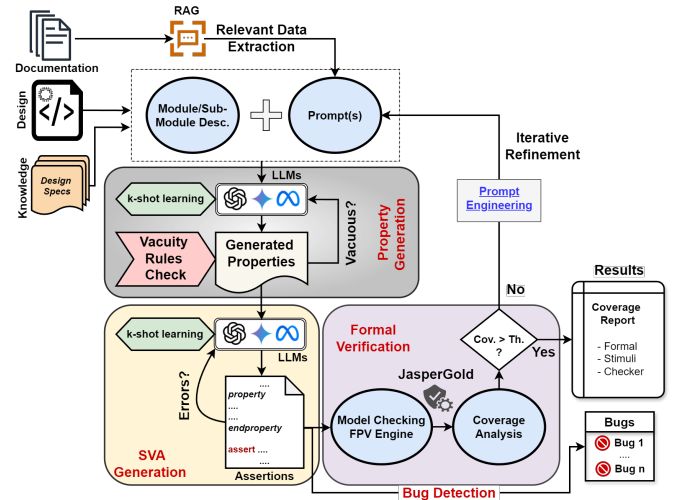 RAG
Relevant Data
Extraction
Documentation
Design
</>
Module/Sub-
Module Desc.
Prompt(s)
Knowledge
Design
Specs
Iterative
Refinement
LLMs
k-shot learning
Prompt
Engineering
Vacuity
Rules
Check
Generated
Properties
Vacuous?
Property
Generation
No
Results
Coverage
Report
- Formal
- Stimuli
- Checker
k-shot learning
LLMs
Formal
Verification
Cov. > Th.
?
Yes
Errors?
JasperGold
....
property
....
....
endproperty
assert ....
....
Assertions
SVA
Generation
Model Checking
FPV Engine
Coverage
Analysis
Bugs
Bug 1
....
Bug n
Bug Detection